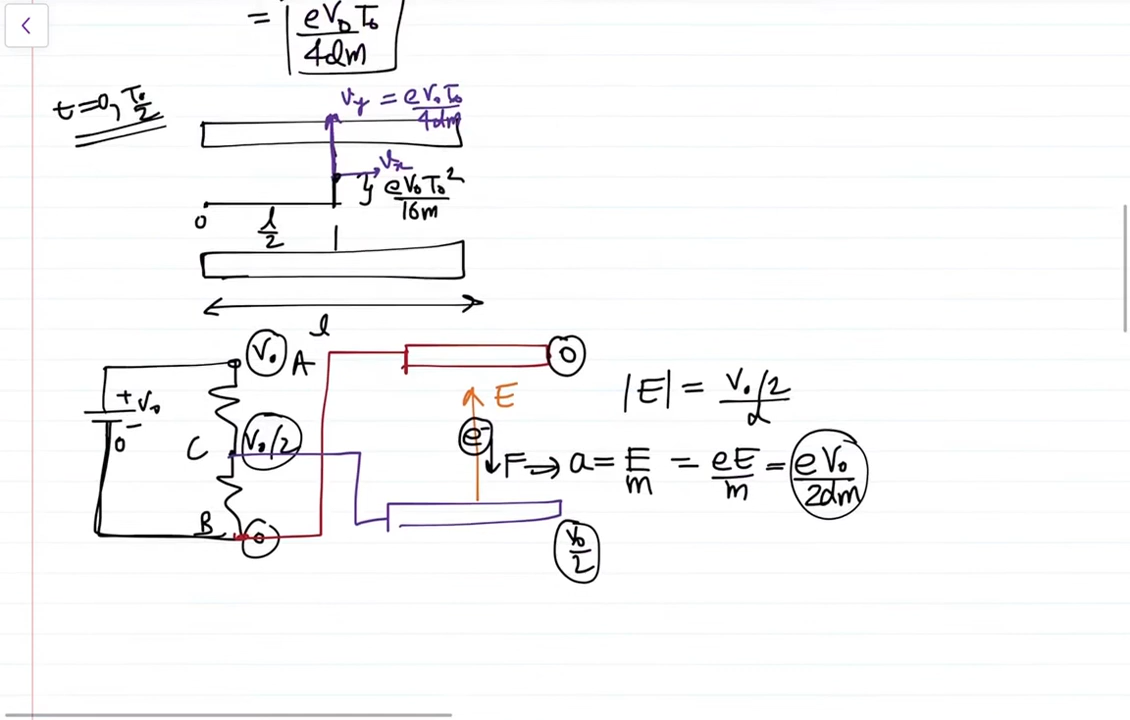 = eV₀T₀/4dm
t=0, T₀/2
v_y = eV₀T₀/4dm
v_x
y eV₀T₀²/16m
0
l/2
l
V₀ A
0
+ V₀
0 -
C V₀/2
E
|E| = V₀/2/d
e⁻
F → a = E/m = eE/m = eV₀/2dm
B 0
V₀/2